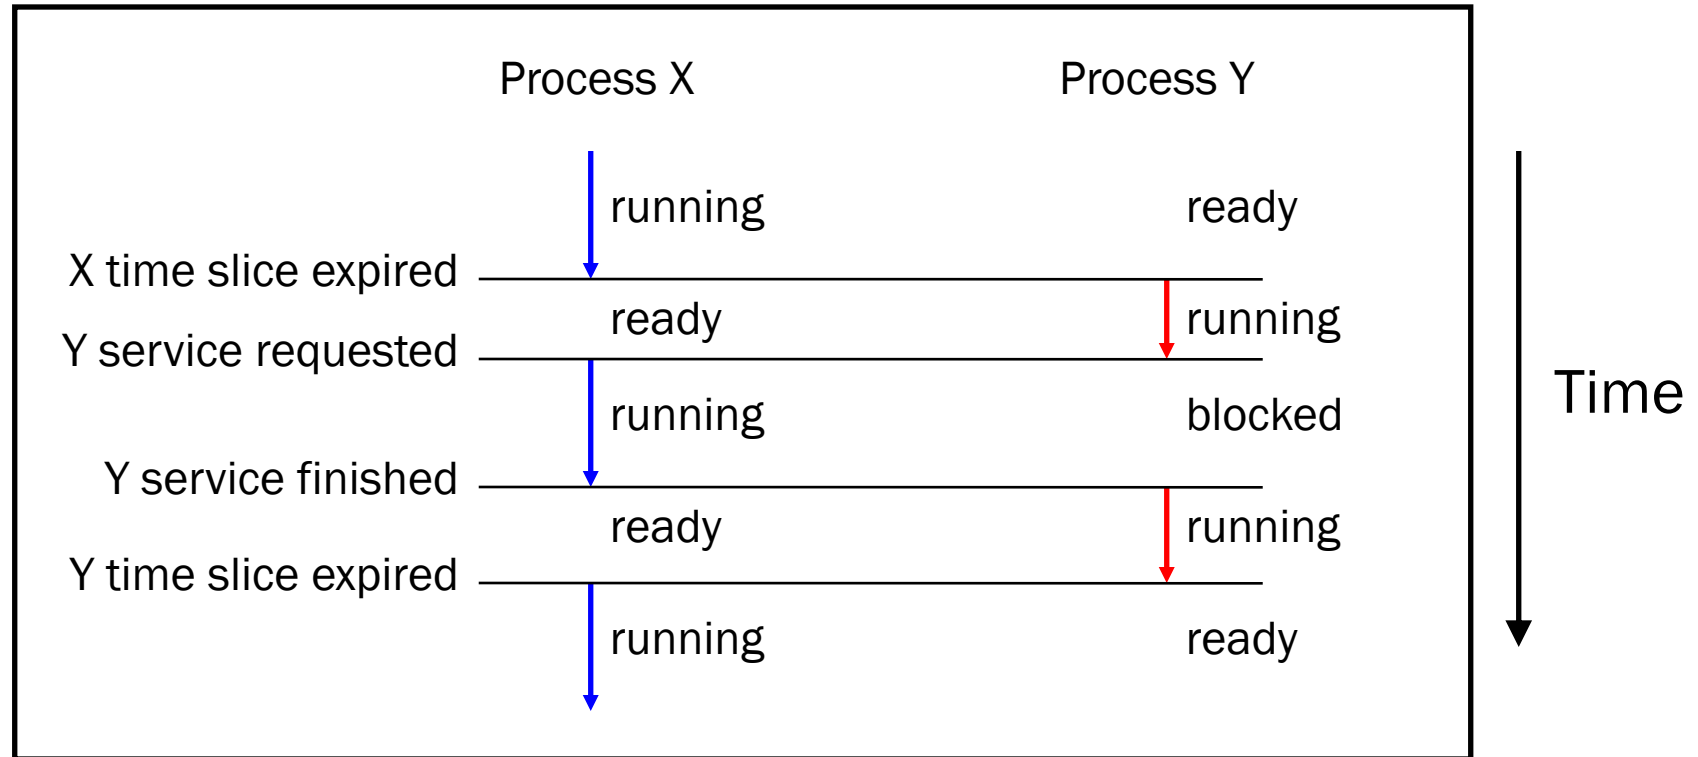 Process X Process Y
running ready
X time slice expired
ready running
Y service requested
running blocked
Time
Y service finished
ready running
Y time slice expired
running ready